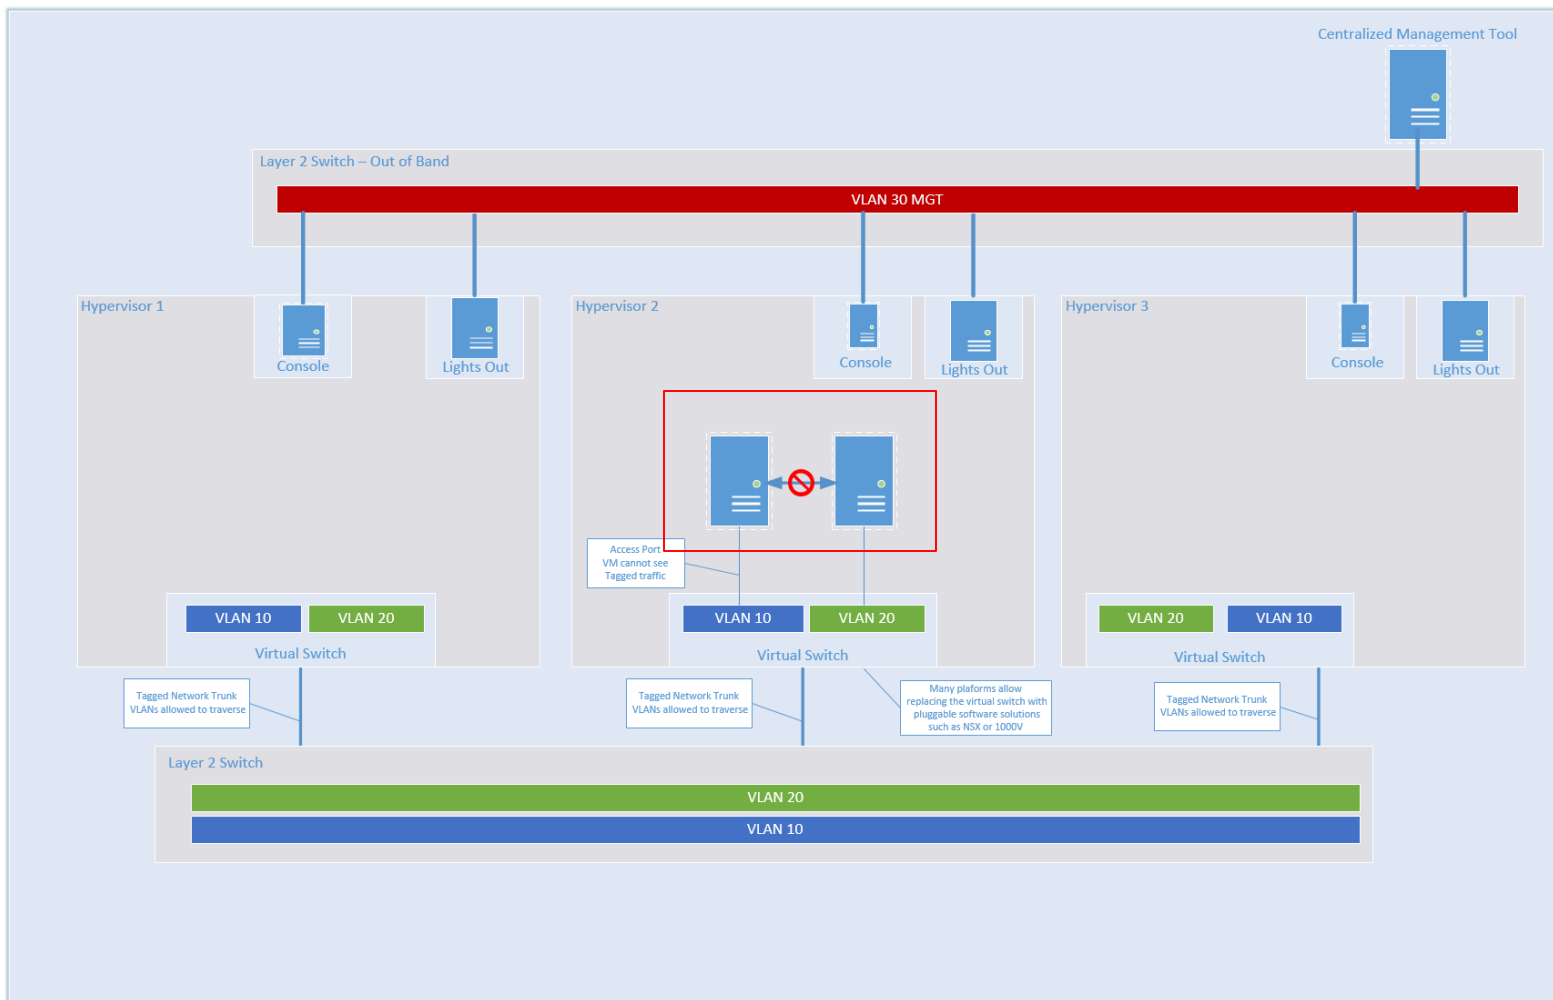 Centralized Management Tool
Layer 2 Switch – Out of Band
VLAN 30 MGT
Hypervisor 1
Console
Lights Out
Hypervisor 2
Console
Lights Out
Hypervisor 3
Console
Lights Out
Access Port
VM cannot see
Tagged traffic
VLAN 10
VLAN 20
Virtual Switch
VLAN 10
VLAN 20
Virtual Switch
VLAN 20
VLAN 10
Virtual Switch
Tagged Network Trunk
VLANs allowed to traverse
Tagged Network Trunk
VLANs allowed to traverse
Many plaforms allow
replacing the virtual switch with
pluggable software solutions
such as NSX or 1000V
Tagged Network Trunk
VLANs allowed to traverse
Layer 2 Switch
VLAN 20
VLAN 10